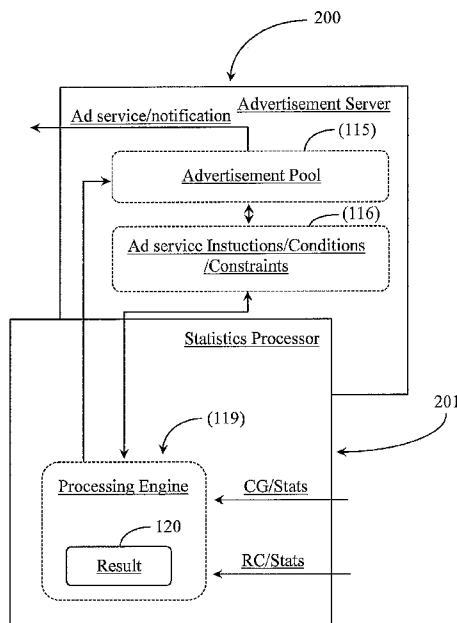 200
Advertisement Server
Ad service/notification
(115)
Advertisement Pool
(116)
Ad service Instuctions/Conditions
/Constraints
Statistics Processor
201
(119)
Processing Engine
CG/Stats
120
Result
RC/Stats